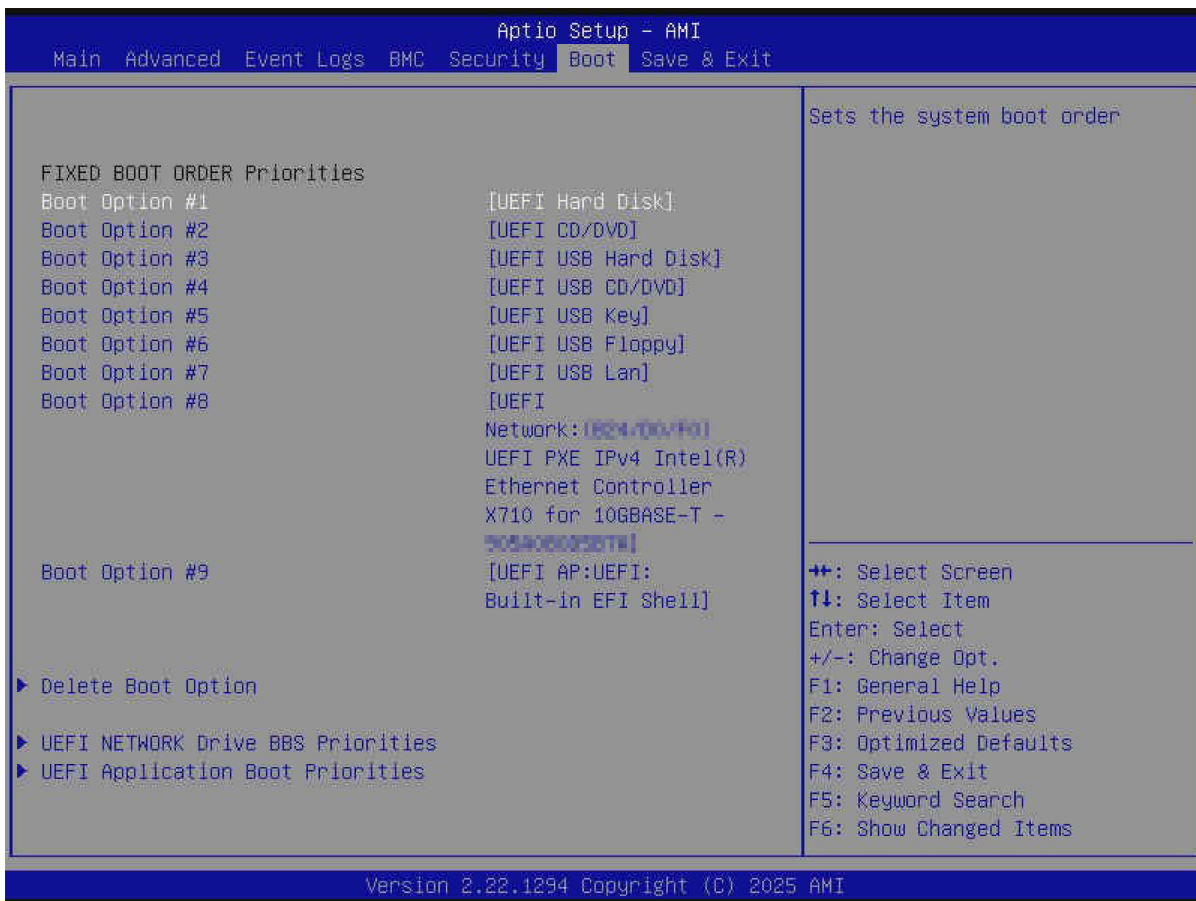 Aptio Setup – AMI
Main Advanced Event Logs BMC Security Boot Save & Exit
Sets the system boot order
FIXED BOOT ORDER Priorities
Boot Option #1 [UEFI Hard Disk]
Boot Option #2 [UEFI CD/DVD]
Boot Option #3 [UEFI USB Hard Disk]
Boot Option #4 [UEFI USB CD/DVD]
Boot Option #5 [UEFI USB Key]
Boot Option #6 [UEFI USB Floppy]
Boot Option #7 [UEFI USB Lan]
Boot Option #8 [UEFI
Network:
UEFI PXE IPv4 Intel(R)
Ethernet Controller
X710 for 10GBASE-T –
Boot Option #9 [UEFI AP:UEFI:
Built-in EFI Shell]
Delete Boot Option
UEFI NETWORK Drive BBS Priorities
UEFI Application Boot Priorities
→←: Select Screen
↑↓: Select Item
Enter: Select
+/-: Change Opt.
F1: General Help
F2: Previous Values
F3: Optimized Defaults
F4: Save & Exit
F5: Keyword Search
F6: Show Changed Items
Version 2.22.1294 Copyright (C) 2025 AMI